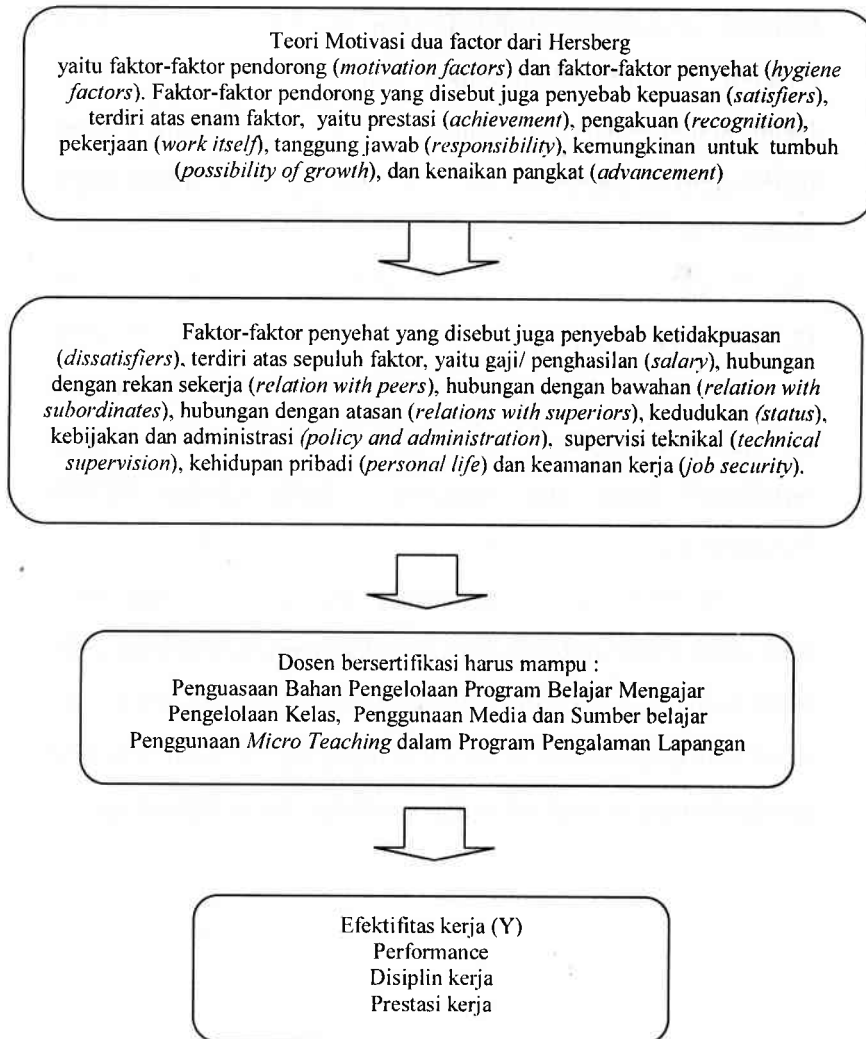 Teori Motivasi dua factor dari Hersberg
yaitu faktor-faktor pendorong (motivation factors) dan faktor-faktor penyehat (hygiene
factors). Faktor-faktor pendorong yang disebut juga penyebab kepuasan (satisfiers),
terdiri atas enam faktor, yaitu prestasi (achievement), pengakuan (recognition),
pekerjaan (work itself), tanggung jawab (responsibility), kemungkinan untuk tumbuh
(possibility of growth), dan kenaikan pangkat (advancement)
Faktor-faktor penyehat yang disebut juga penyebab ketidakpuasan
(dissatisfiers), terdiri atas sepuluh faktor, yaitu gaji/ penghasilan (salary), hubungan
dengan rekan sekerja (relation with peers), hubungan dengan bawahan (relation with
subordinates), hubungan dengan atasan (relations with superiors), kedudukan (status),
kebijakan dan administrasi (policy and administration), supervisi teknikal (technical
supervision), kehidupan pribadi (personal life) dan keamanan kerja (job security).
Dosen bersertifikasi harus mampu :
Penguasaan Bahan Pengelolaan Program Belajar Mengajar
Pengelolaan Kelas, Penggunaan Media dan Sumber belajar
Penggunaan Micro Teaching dalam Program Pengalaman Lapangan
Efektifitas kerja (Y)
Performance
Disiplin kerja
Prestasi kerja